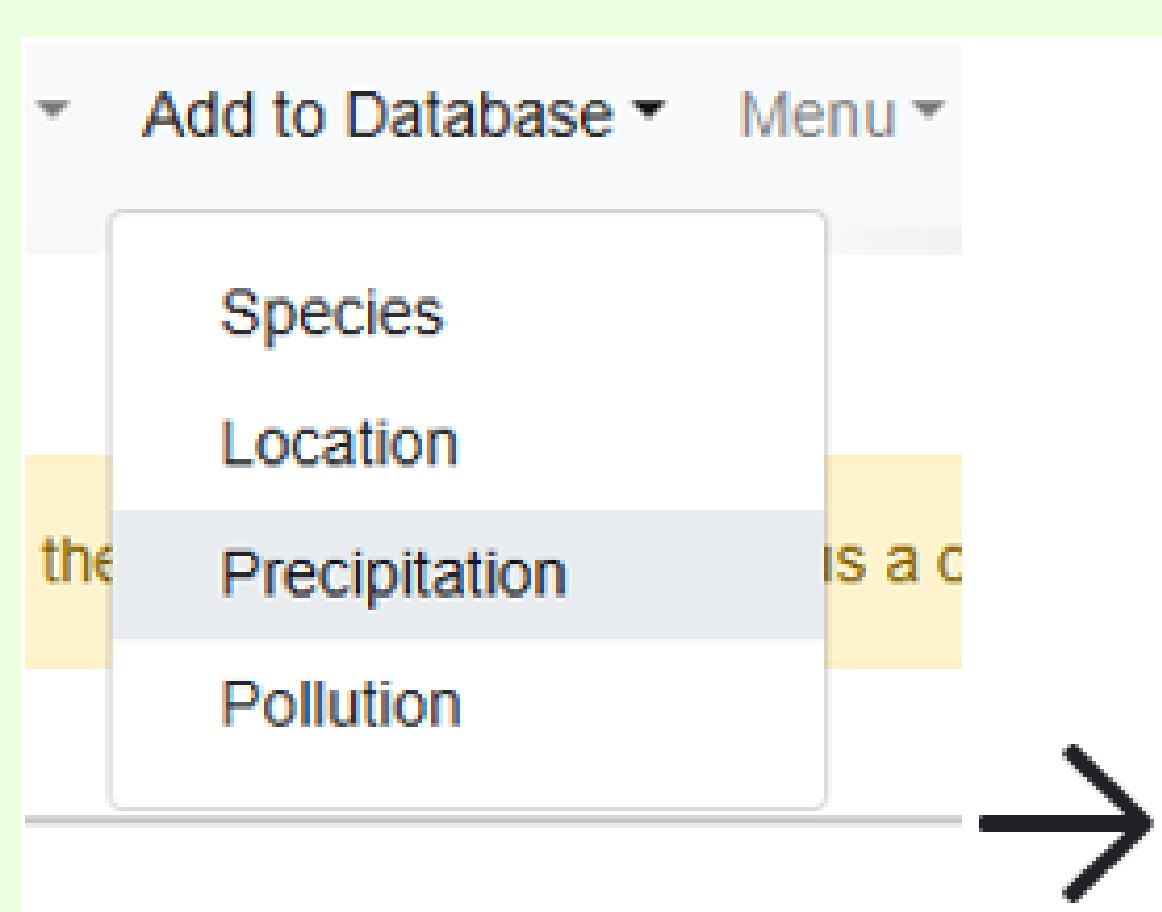 Add to Database Menu
Species
Location
the Precipitation is a
Pollution